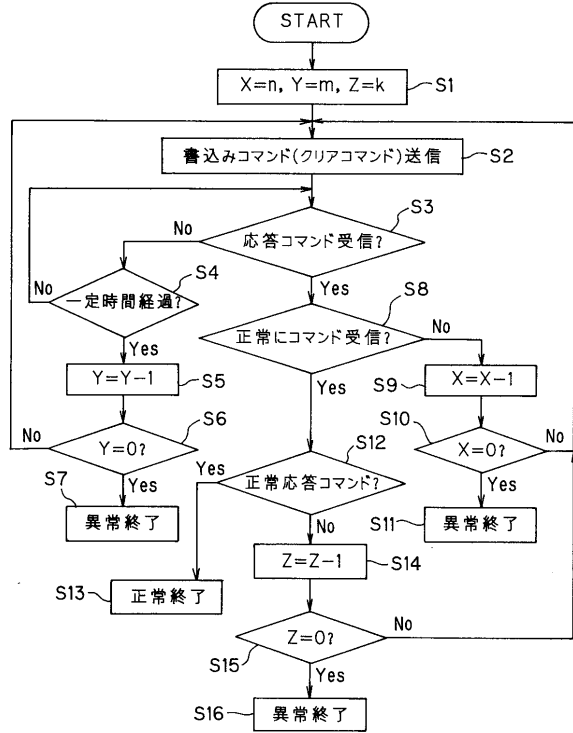 START
X=n, Y=m, Z=k
S1
書込みコマンド(クリアコマンド)送信
S2
応答コマンド受信?
S3
No
Yes
一定時間経過?
S4
No
Yes
Y=Y-1
S5
Y=0?
S6
No
Yes
S7
異常終了
正常にコマンド受信?
S8
No
Yes
S9
X=X-1
S10
X=0?
No
Yes
S11
異常終了
S12
正常応答コマンド?
Yes
No
S13
正常終了
Z=Z-1
S14
Z=0?
S15
No
Yes
S16
異常終了